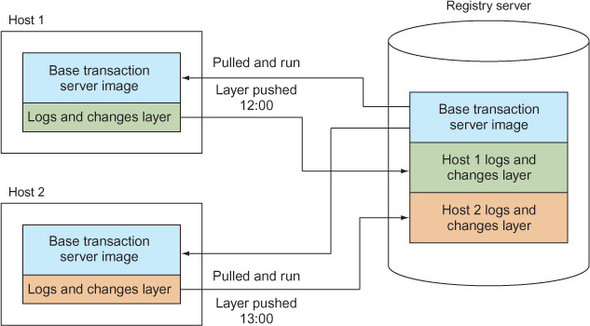 Host 1
Base transaction
server image
Logs and changes layer
Pulled and run
Layer pushed
12:00
Registry server
Base transaction
server image
Host 1 logs and
changes layer
Host 2 logs and
changes layer
Host 2
Base transaction
server image
Logs and changes layer
Pulled and run
Layer pushed
13:00